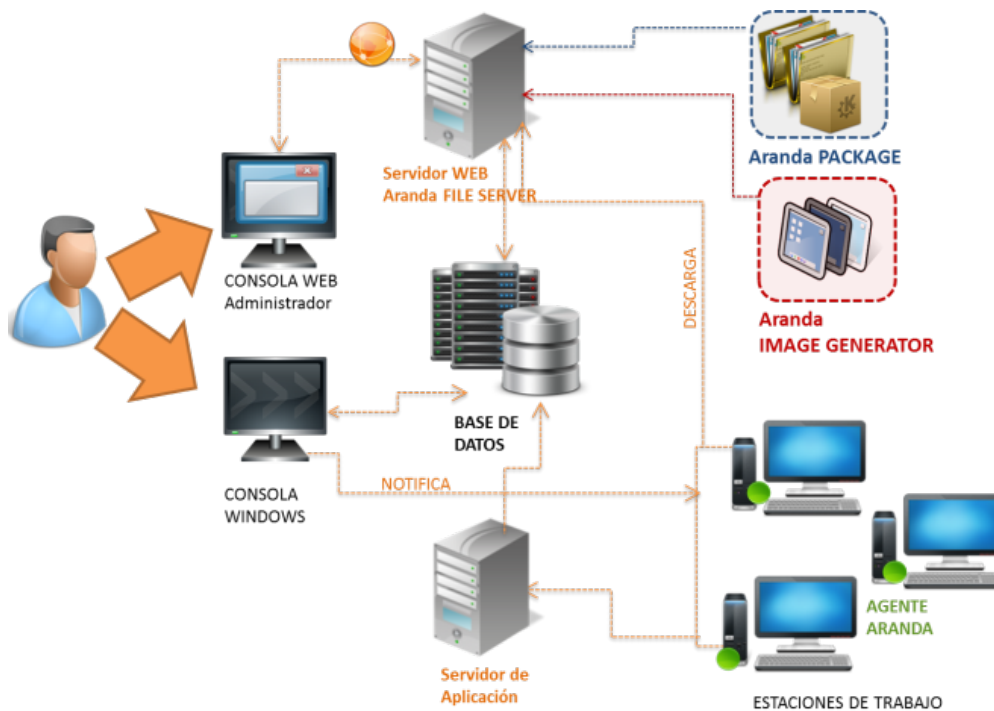 Aranda PACKAGE
Servidor WEB
Aranda FILE SERVER
CONSOLA WEB
Administrador
DESCARGA
Aranda
IMAGE GENERATOR
BASE DE
DATOS
NOTIFICA
CONSOLA
WINDOWS
AGENTE
ARANDA
Servidor de
Aplicación
ESTACIONES DE TRABAJO